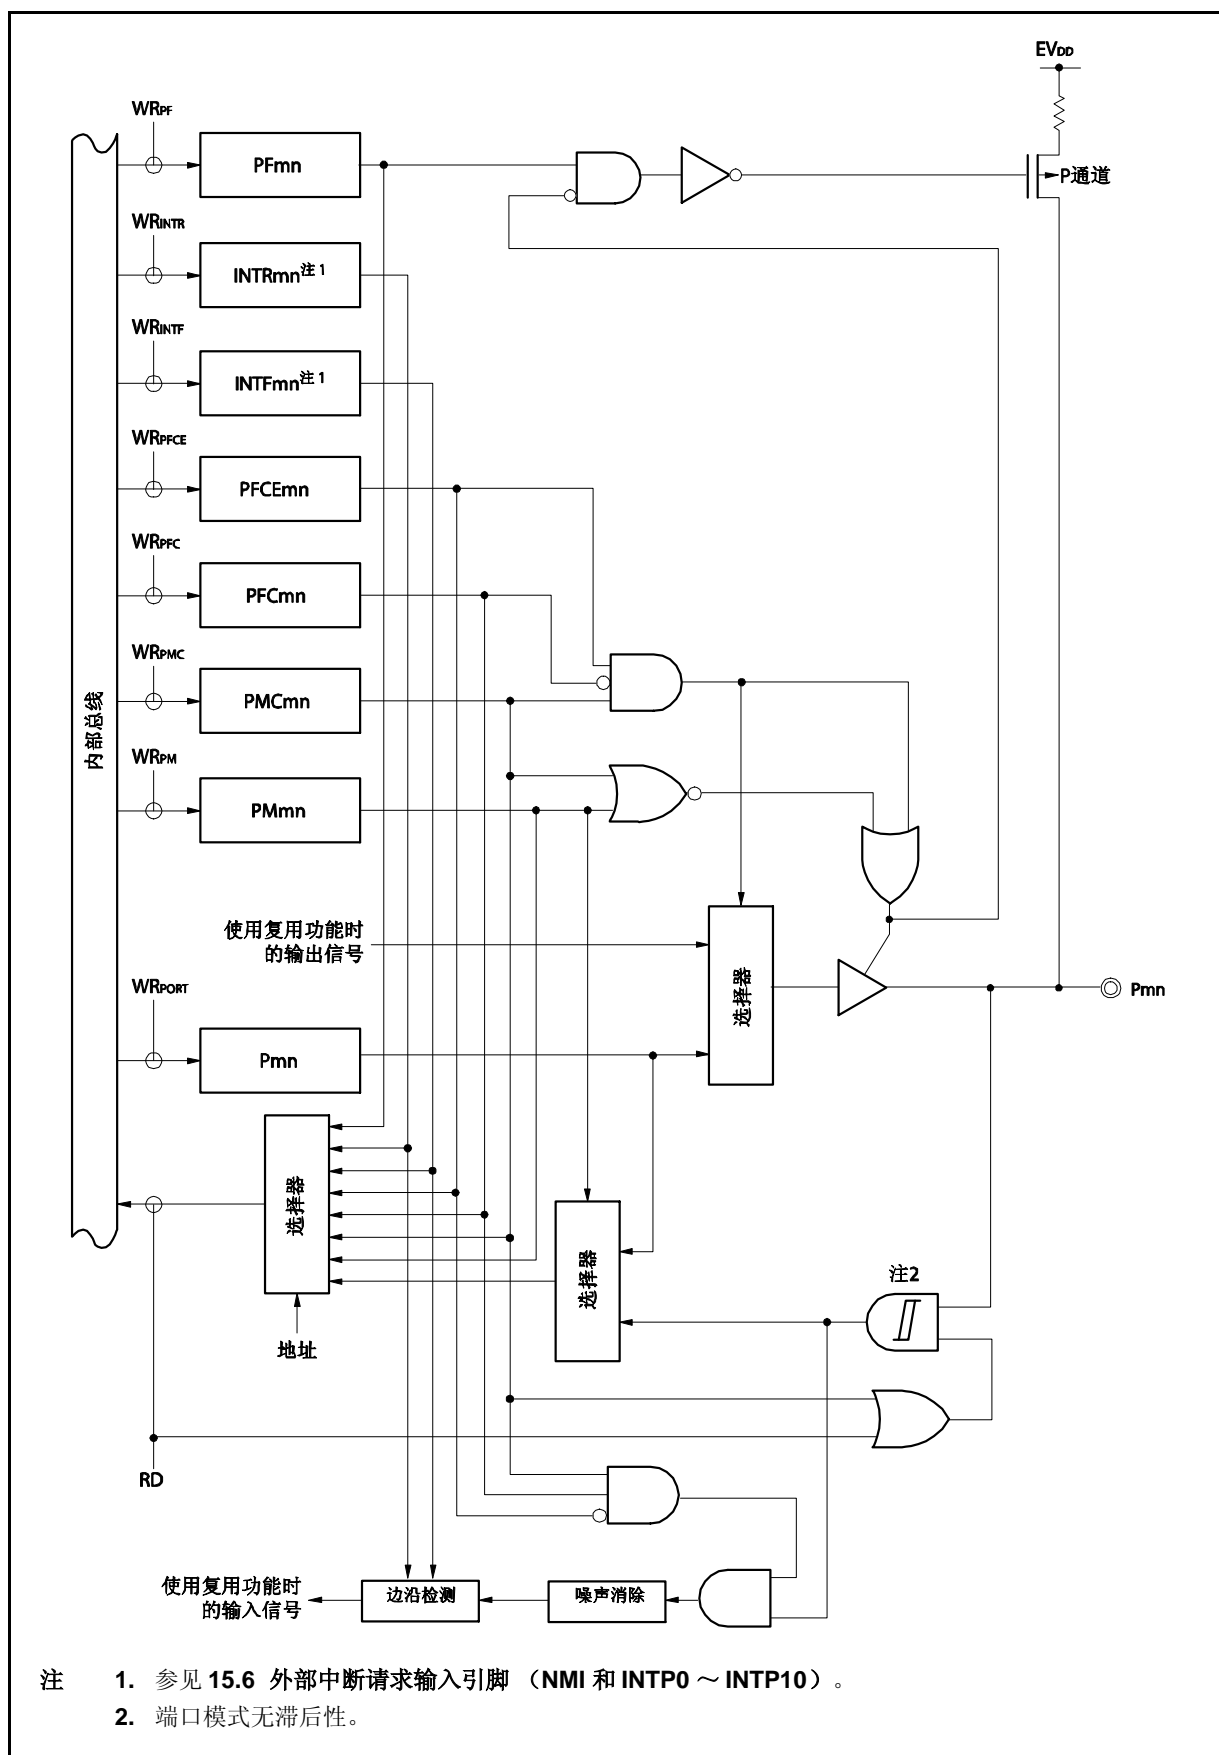 EVDD
WRPF
PFmn
P通道
WRINTR
INTRmn注 1
WRINTF
INTFmn注 1
WRPFCE
PFCEmn
WRPFC
PFCmn
WRPMC
PMCmn
内部总线
WRPM
PMmn
使用复用功能时
的输出信号
选择器
WRPORT
Pmn
Pmn
选择器
选择器
注2
地址
RD
使用复用功能时
的输入信号
边沿检测
噪声消除
注 1. 参见 15.6 外部中断请求输入引脚 （NMI 和 INTP0 ～ INTP10）。
2. 端口模式无滞后性。